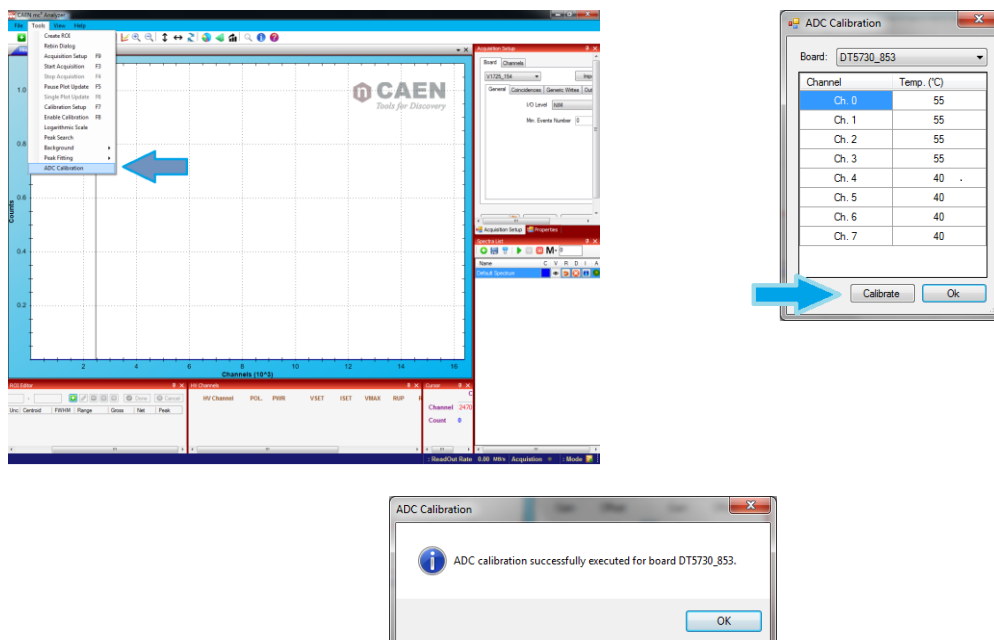 CAEN mc² Analyzer
File Tools View Help
Create ROI
Rebin Dialog
Acquisition Setup F9
Start Acquisition F3
Stop Acquisition F4
Pause Plot Update F5
Single Plot Update F6
Calibration Setup F7
Enable Calibration F8
Logarithmic Scale
Peak Search
Background
Peak Fitting
ADC Calibration
CAEN
Tools for Discovery
1.0
0.8
0.6
0.4
0.2
Counts
2 4 6 8 10 12 14 16
Channels (10^3)
Acquisition Setup
Board Channels
V1725_154
General Coincidences Generic Writes Out
I/O Level NIM
Min. Events Number 0
Acquisition Setup Properties
Spectra List
M-
Name C V R D I A
Default Spectrum
ROI Editor
Done Cancel
Unc Centroid FWHM Range Gross Net Peak
HV Channels
HV Channel POL. PWR VSET ISET VMAX RUP
Cursor
Channel 2470
Count 0
: ReadOut Rate 0.00 MB/s Acquisition : Mode
ADC Calibration
Board: DT5730_853
Channel Temp. (°C)
Ch. 0 55
Ch. 1 55
Ch. 2 55
Ch. 3 55
Ch. 4 40
Ch. 5 40
Ch. 6 40
Ch. 7 40
Calibrate Ok
ADC Calibration
ADC calibration successfully executed for board DT5730_853.
OK